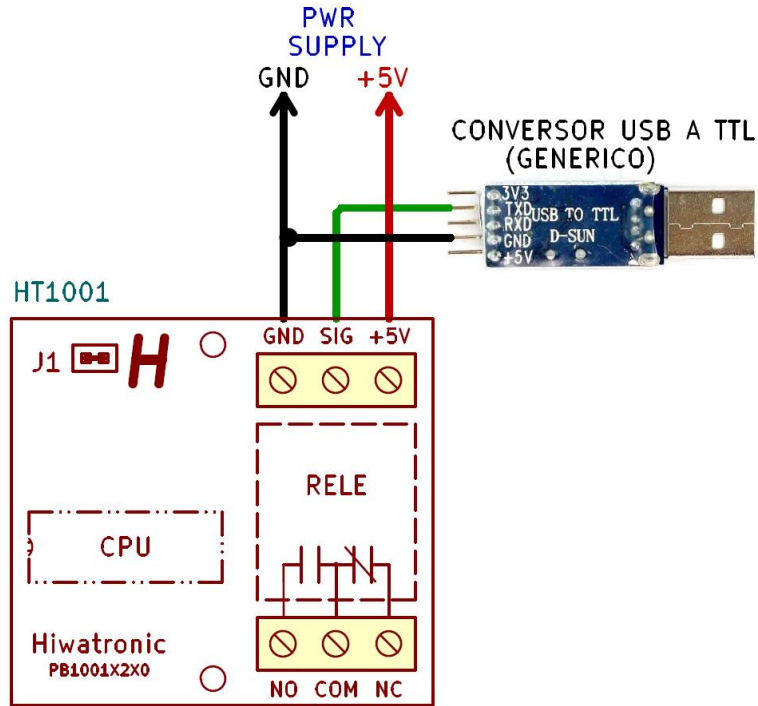 PWR
SUPPLY
GND +5V
CONVERSOR USB A TTL
(GENERICO)
3V3
TXD
RXD
GND
+5V
USB TO TTL
D-SUN
HT1001
GND SIG +5V
J1 H
RELE
CPU
Hiwatronic
PB1001X2X0
NO COM NC